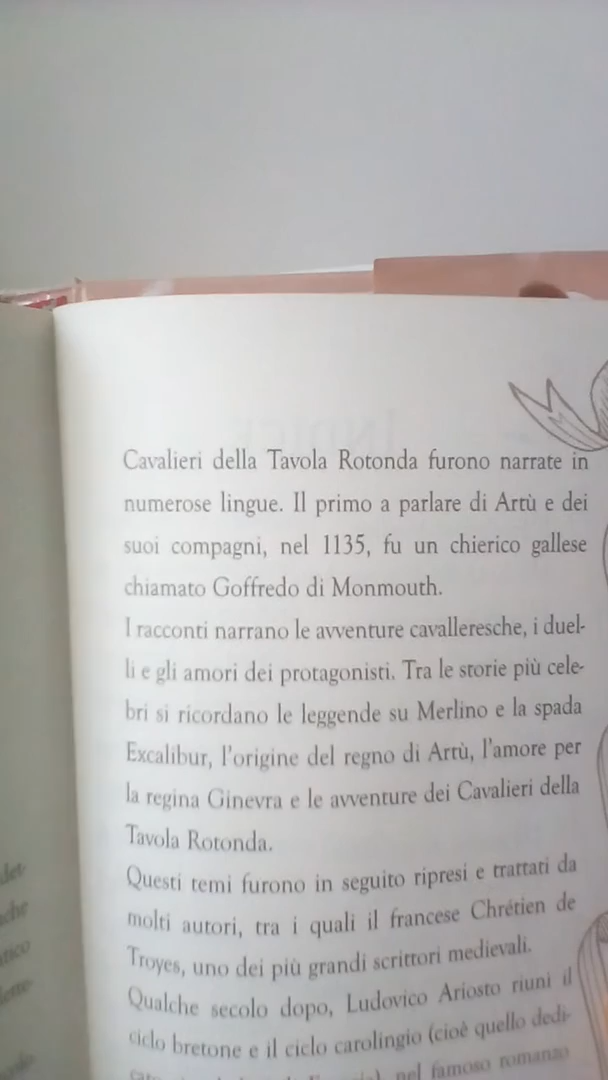 Cavalieri della Tavola Rotonda furono narrate in
numerose lingue. Il primo a parlare di Artù e dei
suoi compagni, nel 1135, fu un chierico gallese
chiamato Goffredo di Monmouth.
I racconti narrano le avventure cavalleresche, i duel-
li e gli amori dei protagonisti. Tra le storie più cele-
bri si ricordano le leggende su Merlino e la spada
Excalibur, l'origine del regno di Artù, l'amore per
la regina Ginevra e le avventure dei Cavalieri della
Tavola Rotonda.
Questi temi furono in seguito ripresi e trattati da
molti autori, tra i quali il francese Chrétien de
Troyes, uno dei più grandi scrittori medievali.
Qualche secolo dopo, Ludovico Ariosto riunì il
ciclo bretone e il ciclo carolingio (cioè quello dedi-
nel famoso romanzo